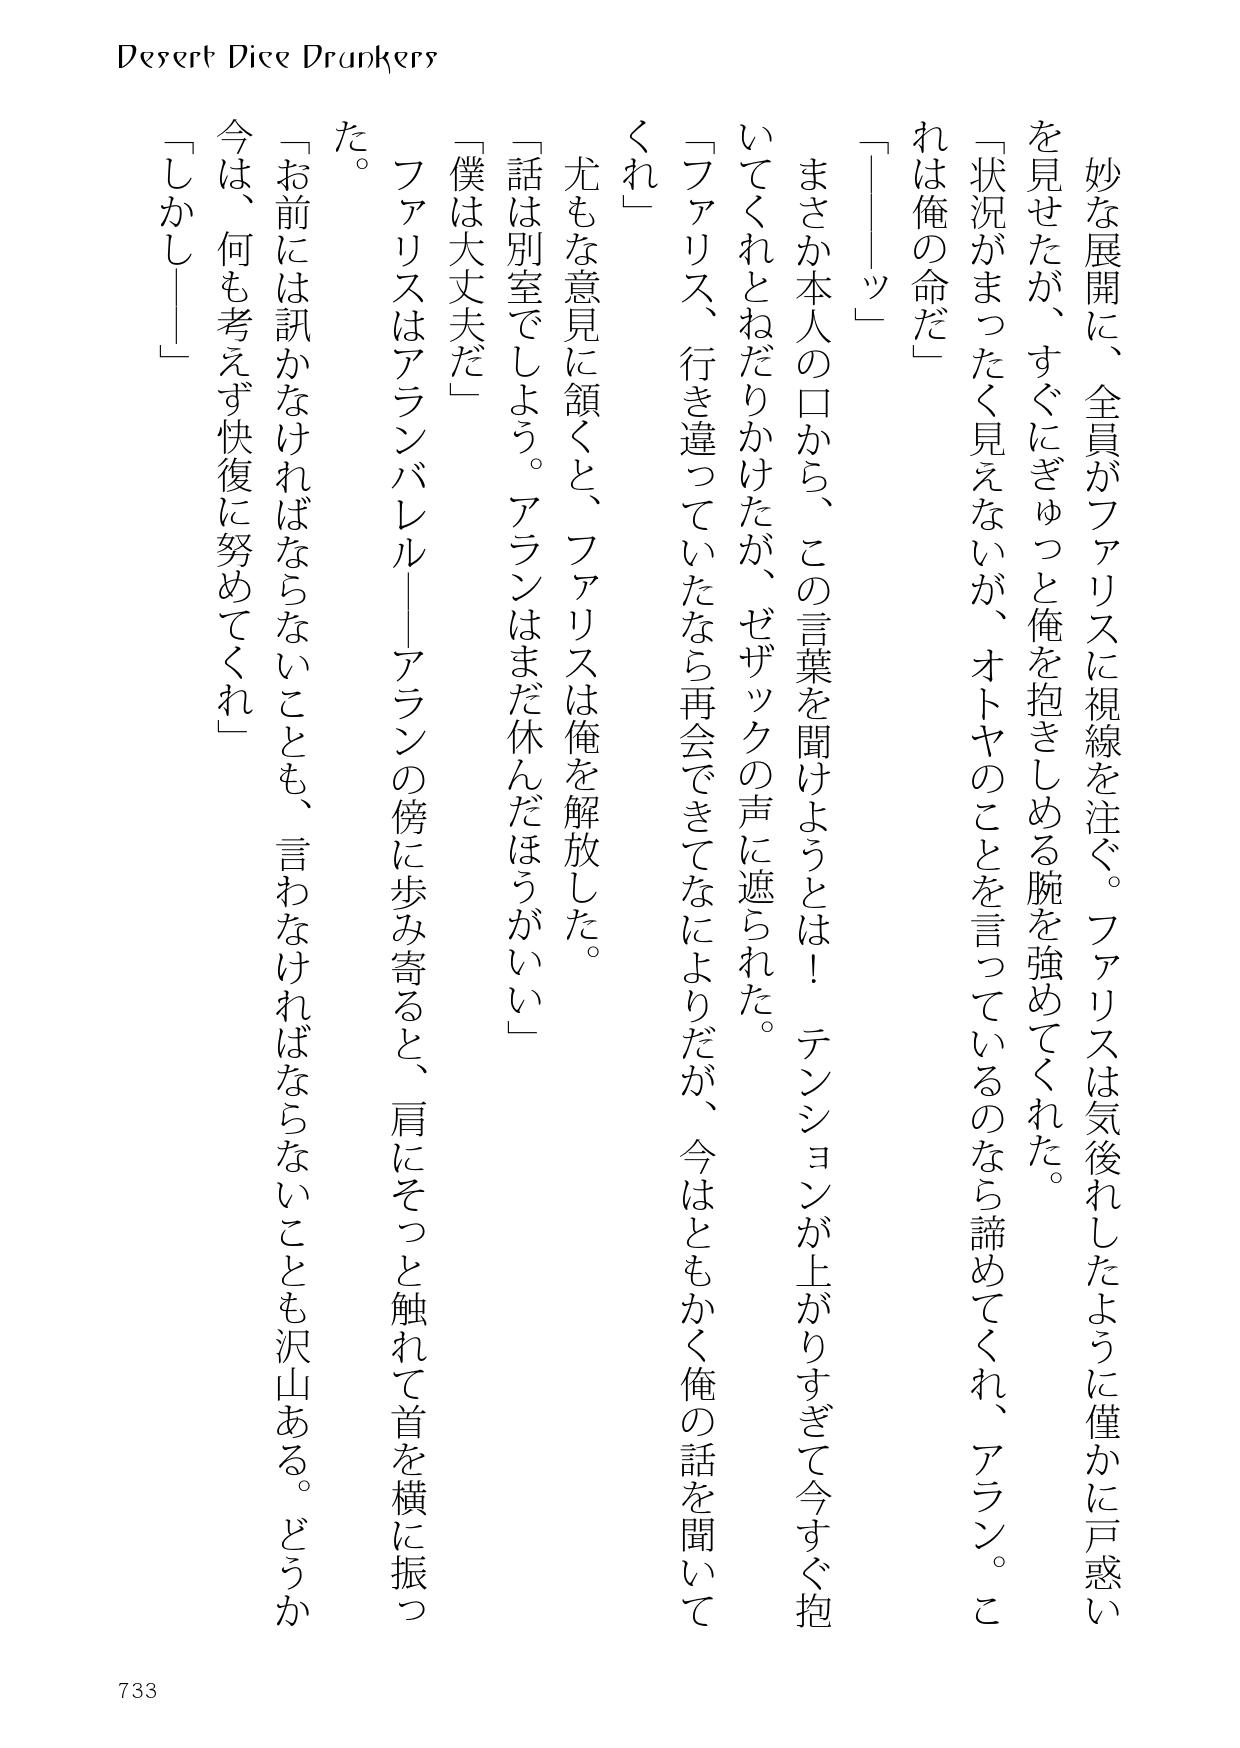 Desert Dice Drunkers
　妙な展開に、全員がファリスに視線を注ぐ。ファリスは気後れしたように僅かに戸惑い
を見せたが、すぐにぎゅっと俺を抱きしめる腕を強めてくれた。
「状況がまったく見えないが、オトヤのことを言っているのなら諦めてくれ、アラン。こ
れは俺の命だ」
「――――ッ」
　まさか本人の口から、この言葉を聞けようとは！　テンションが上がりすぎて今すぐ抱
いてくれとねだりかけたが、ゼザックの声に遮られた。
「ファリス、行き違っていたなら再会できてなによりだが、今はともかく俺の話を聞いて
くれ」
　尤もな意見に頷くと、ファリスは俺を解放した。
「話は別室でしよう。アランはまだ休んだほうがいい」
「僕は大丈夫だ」
　ファリスはアランバレル――アランの傍に歩み寄ると、肩にそっと触れて首を横に振っ
た。
「お前には訊かなければならないことも、言わなければならないことも沢山ある。どうか
今は、何も考えず快復に努めてくれ」
「しかし――」
733